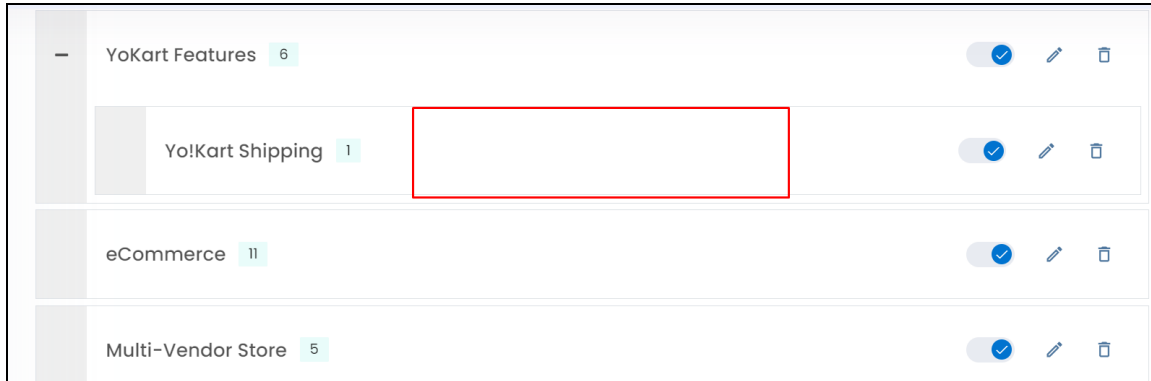 YoKart Features 6
Yo!Kart Shipping 1
eCommerce 11
Multi-Vendor Store 5